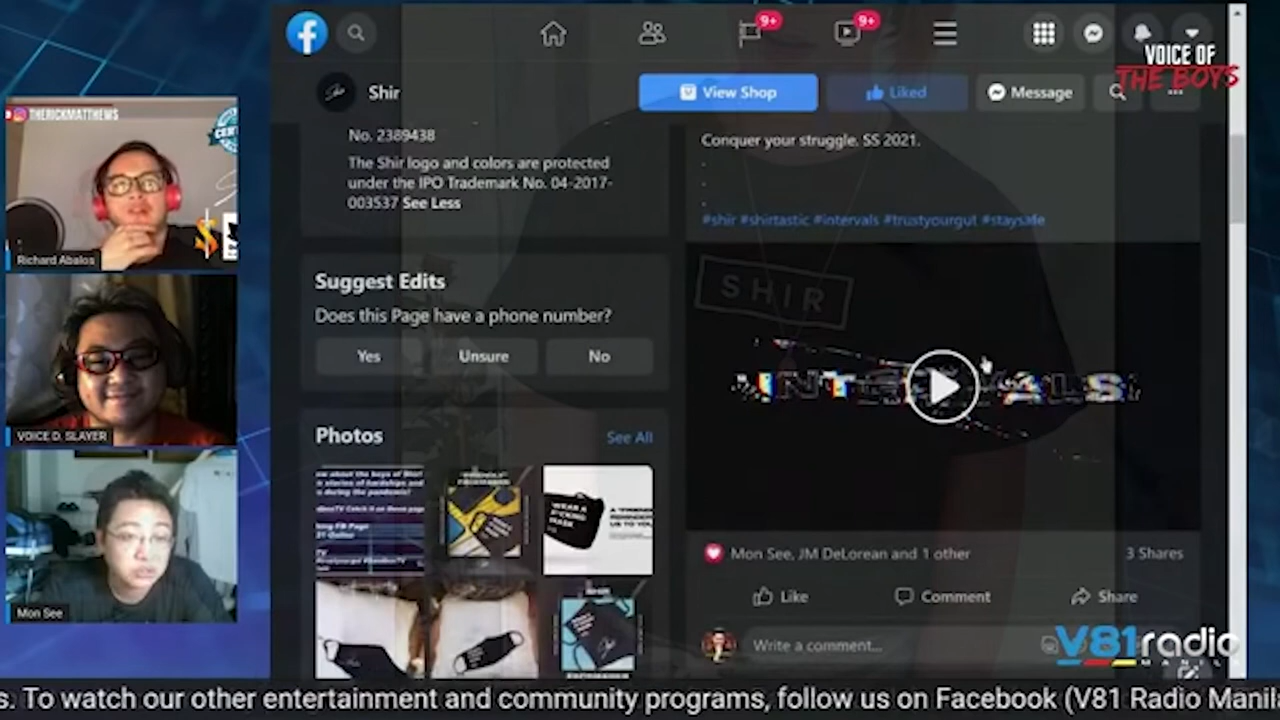 9+
9+
VOICE OF
THE BOYS
THERICKMATTHEWS
Richard Abalos
VOICE D. SLAYER
Mon See
Shir
View Shop
Liked
Message
No. 2389438
The Shir logo and colors are protected
under the IPO Trademark No. 04-2017-
003537 See Less
Suggest Edits
Does this Page have a phone number?
Yes
Unsure
No
Photos
See All
Conquer your struggle. SS 2021.
.
.
.
#shir #shirtastic #intervals #trustyourgut #staysafe
SHIR
INTERVALS
Mon See, JM DeLorean and 1 other
3 Shares
Like
Comment
Share
Write a comment...
V81 radio
MANILA
s. To watch our other entertainment and community programs, follow us on Facebook (V81 Radio Manil